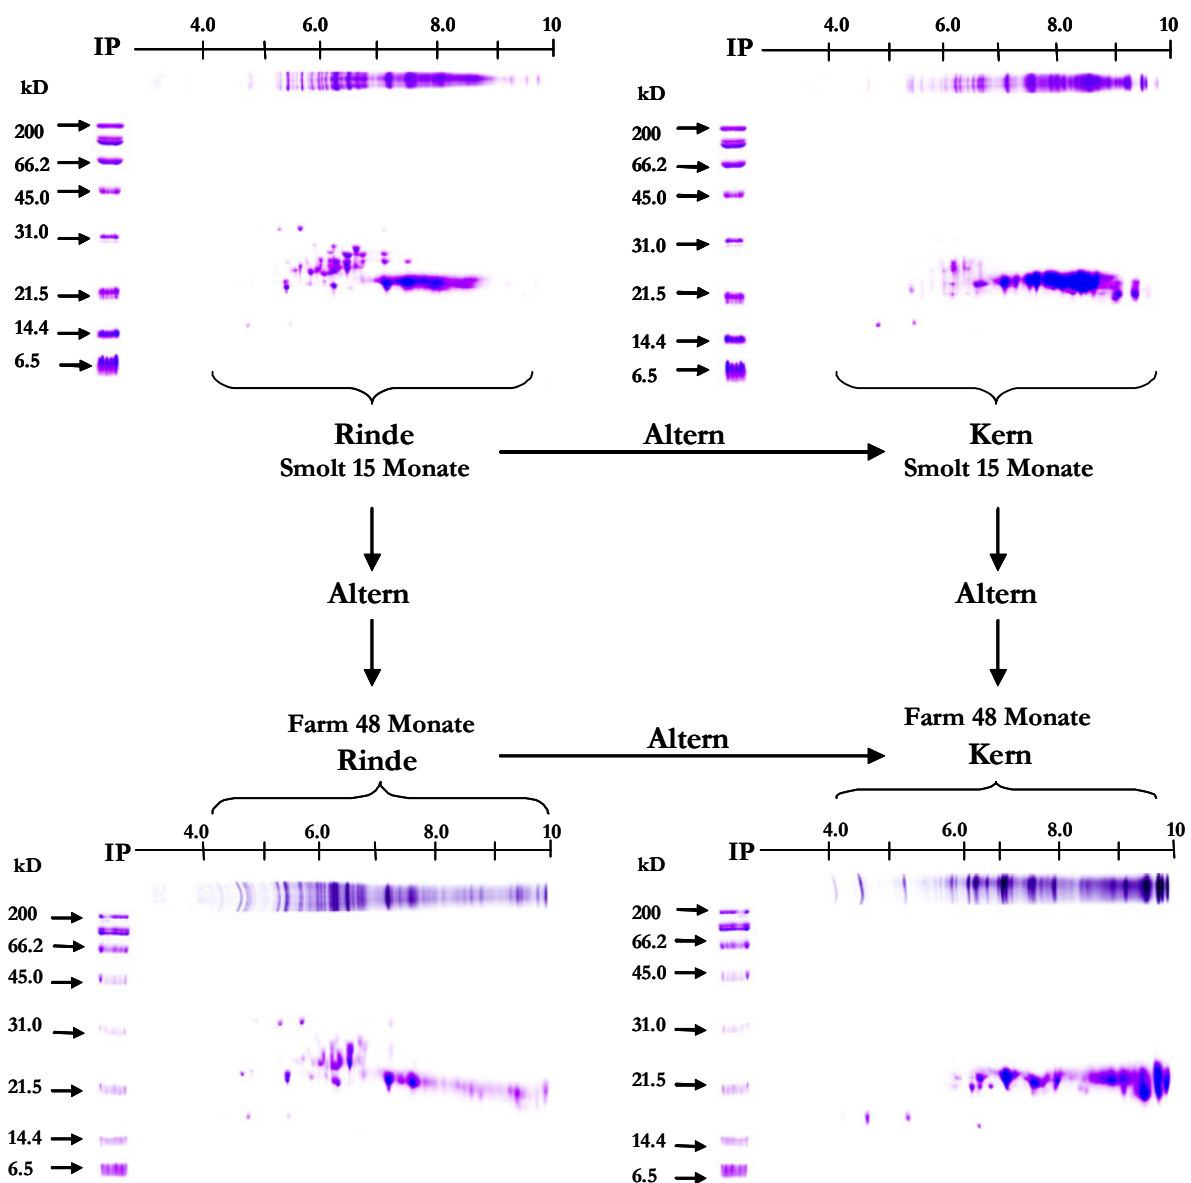 4.0 6.0 8.0 10
IP
kD
200
66.2
45.0
31.0
21.5
14.4
6.5
4.0 6.0 8.0 10
IP
kD
200
66.2
45.0
31.0
21.5
14.4
6.5
Rinde
Smolt 15 Monate
Altern
Kern
Smolt 15 Monate
Altern
Altern
Farm 48 Monate
Rinde
Altern
Farm 48 Monate
Kern
4.0 6.0 8.0 10
IP
kD
200
66.2
45.0
31.0
21.5
14.4
6.5
4.0 6.0 8.0 10
IP
kD
200
66.2
45.0
31.0
21.5
14.4
6.5